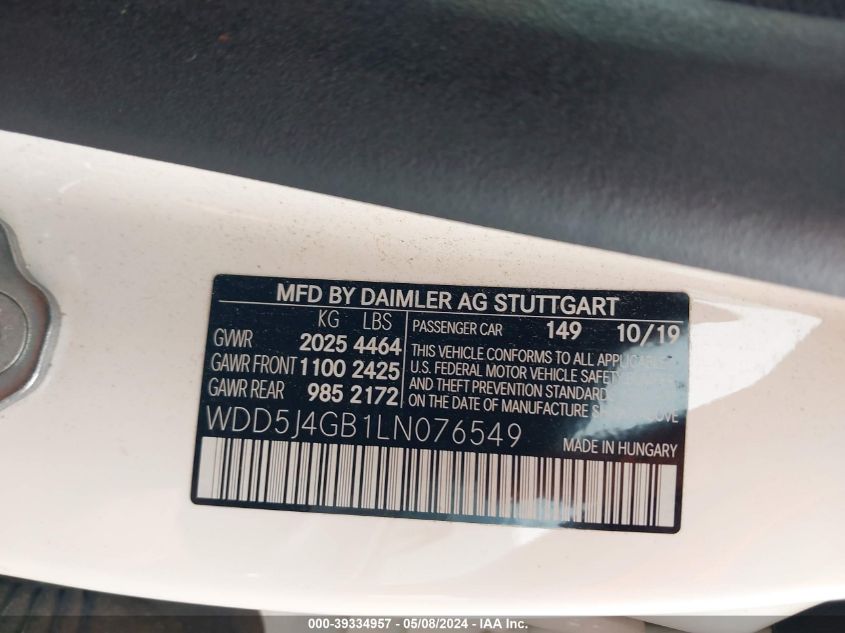 MFD BY DAIMLER AG STUTTGART
KG LBS
GVWR 2025 4464
GAWR FRONT 1100 2425
GAWR REAR 985 2172
PASSENGER CAR 149 10/19
THIS VEHICLE CONFORMS TO ALL APPLICABLE
U.S. FEDERAL MOTOR VEHICLE SAFETY
AND THEFT PREVENTION STANDARDS
ON THE DATE OF MANUFACTURE ABOVE
WDD5J4GB1LN076549
MADE IN HUNGARY
000-39334957 - 05/08/2024 - IAA Inc.